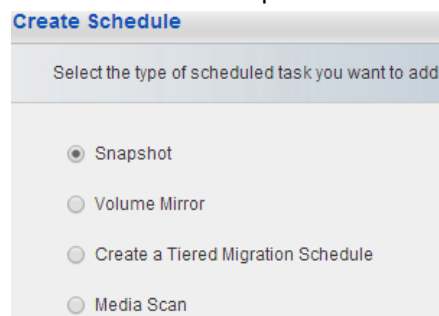 Create Schedule
Select the type of scheduled task you want to add
Snapshot
Volume Mirror
Create a Tiered Migration Schedule
Media Scan